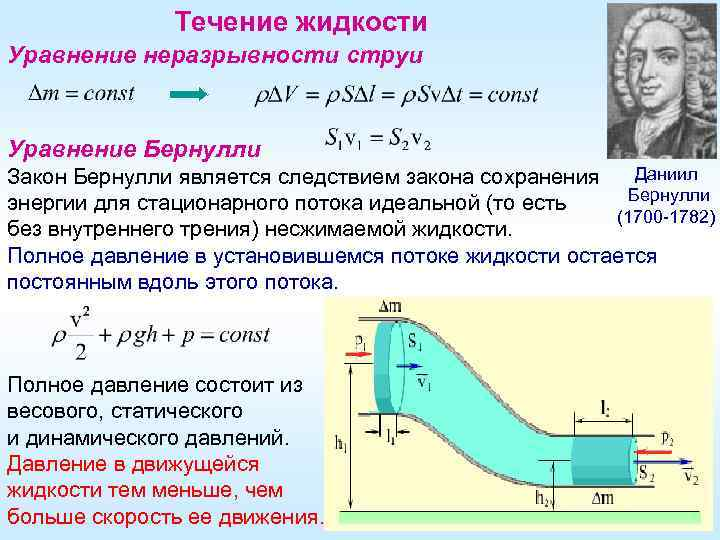 Течение жидкости
Уравнение неразрывности струи
Δm = const
ρΔV = ρSΔl = ρSvΔt = const
S₁v₁ = S₂v₂
Уравнение Бернулли
Закон Бернулли является следствием закона сохранения
энергии для стационарного потока идеальной (то есть
без внутреннего трения) несжимаемой жидкости.
Даниил
Бернулли
(1700-1782)
Полное давление в установившемся потоке жидкости остается
постоянным вдоль этого потока.
ρ v²/2 + ρgh + p = const
Полное давление состоит из
весового, статического
и динамического давлений.
Давление в движущейся
жидкости тем меньше, чем
больше скорость ее движения.
Δm
p₁
S₁
v₁
l₁
h₁
l₂
p₂
S₂
v₂
h₂
Δm